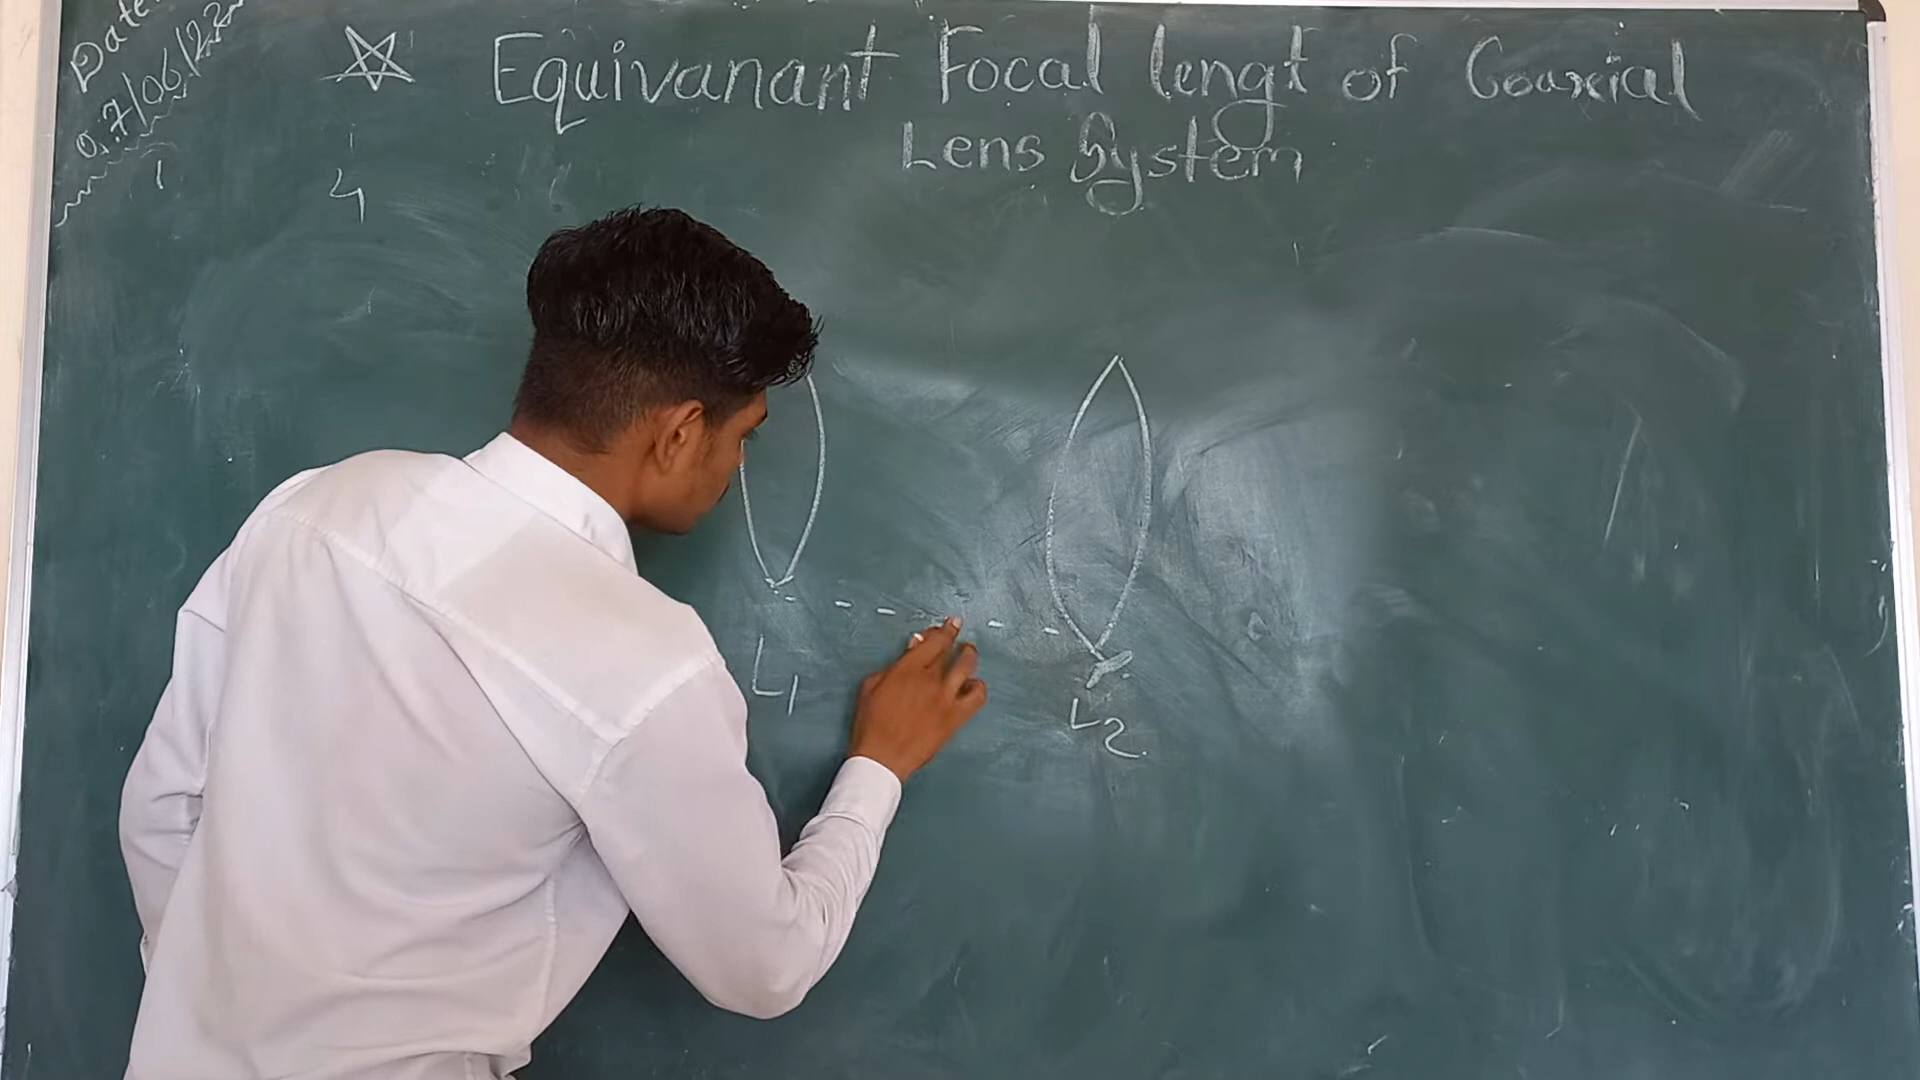 Date:
07/06/22
Equivanant Focal lengt of Coaxial
Lens System
L1
L2